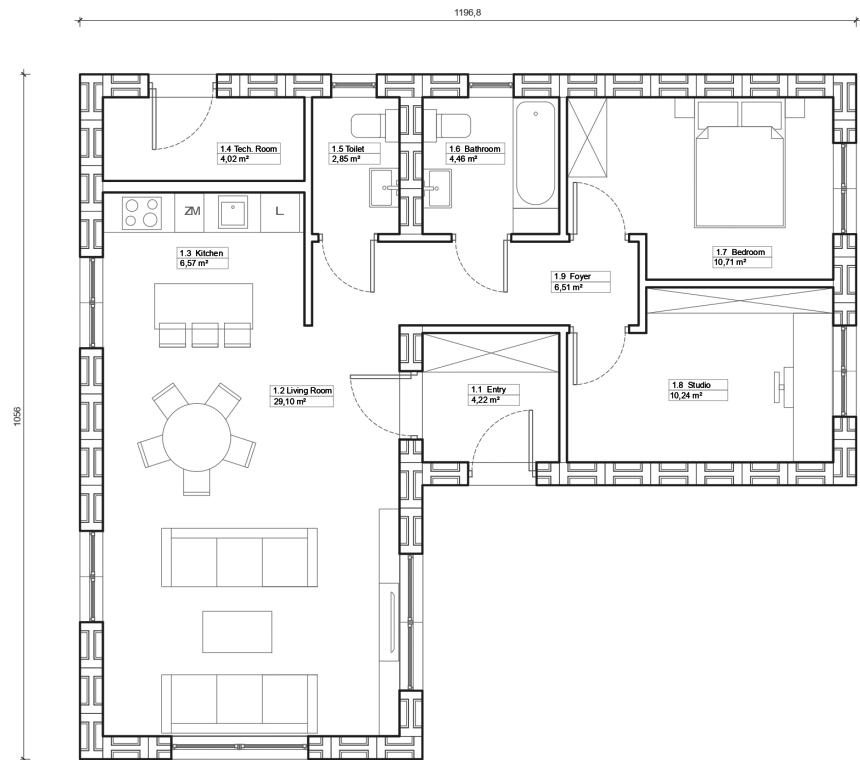 1196,8
1056
1.4 Tech. Room
4,02 m²
1.5 Toilet
2,85 m²
1.6 Bathroom
4,46 m²
ZM
L
1.3 Kitchen
6,57 m²
1.7 Bedroom
10,71 m²
1.9 Foyer
6,51 m²
1.2 Living Room
29,10 m²
1.1 Entry
4,22 m²
1.8 Studio
10,24 m²